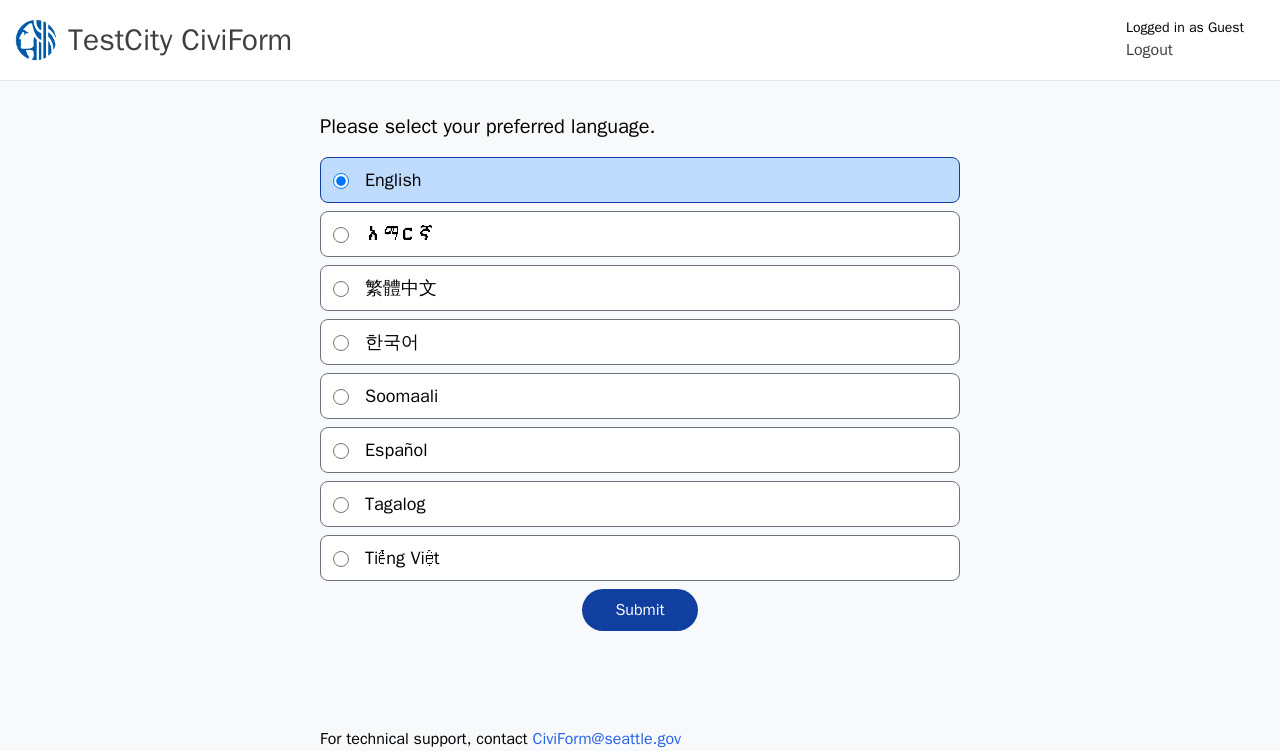 TestCity CiviForm
Logged in as Guest
Logout
Please select your preferred language.
English
አማርኛ
繁體中文
한국어
Soomaali
Español
Tagalog
Tiếng Việt
Submit
For technical support, contact CiviForm@seattle.gov